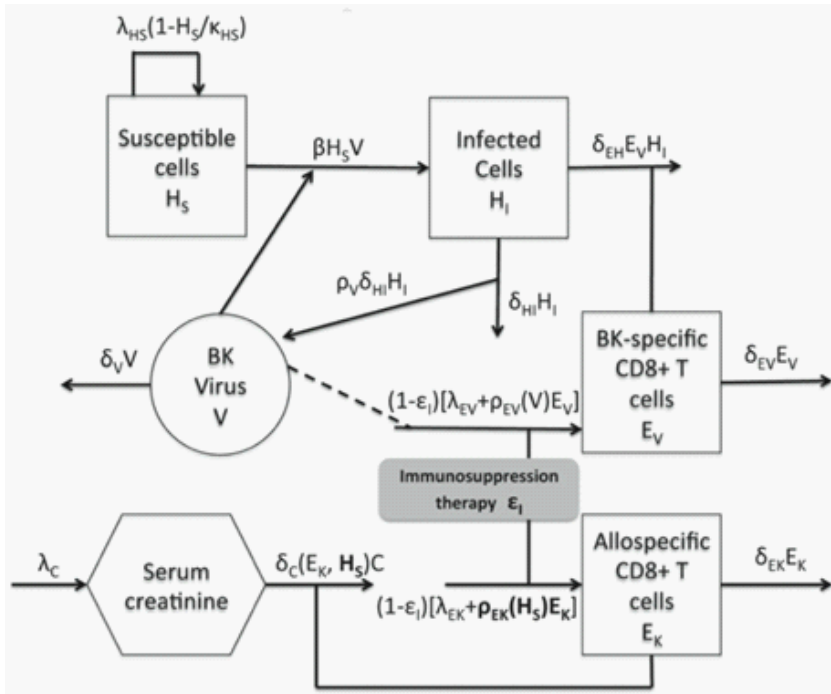 λHS(1-HS/κHS)
Susceptible
cells
HS
βHSV
Infected
Cells
HI
δEHEVHI
ρVδHIHI
δHIHI
δVV
BK
Virus
V
(1-εI)[λEV+ρEV(V)EV]
BK-specific
CD8+ T
cells
EV
δEVEV
Immunosuppression
therapy εI
λC
Serum
creatinine
δC(EK, HS)C
(1-εI)[λEK+ρEK(HS)EK]
Allospecific
CD8+ T
cells
EK
δEKEK